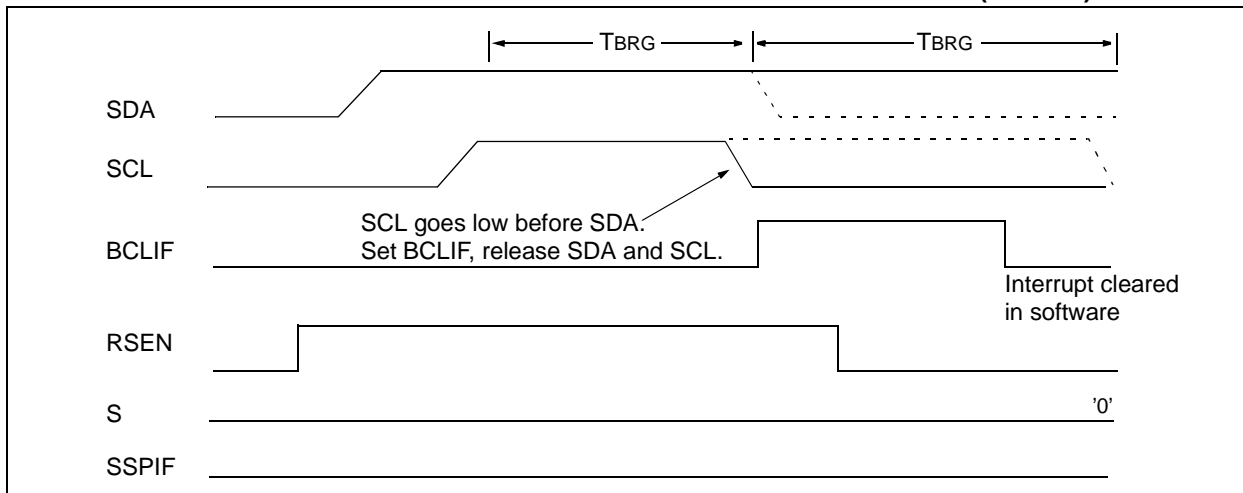 TBRG TBRG
SDA
SCL
SCL goes low before SDA.
Set BCLIF, release SDA and SCL.
BCLIF
Interrupt cleared
in software
RSEN
S '0'
SSPIF